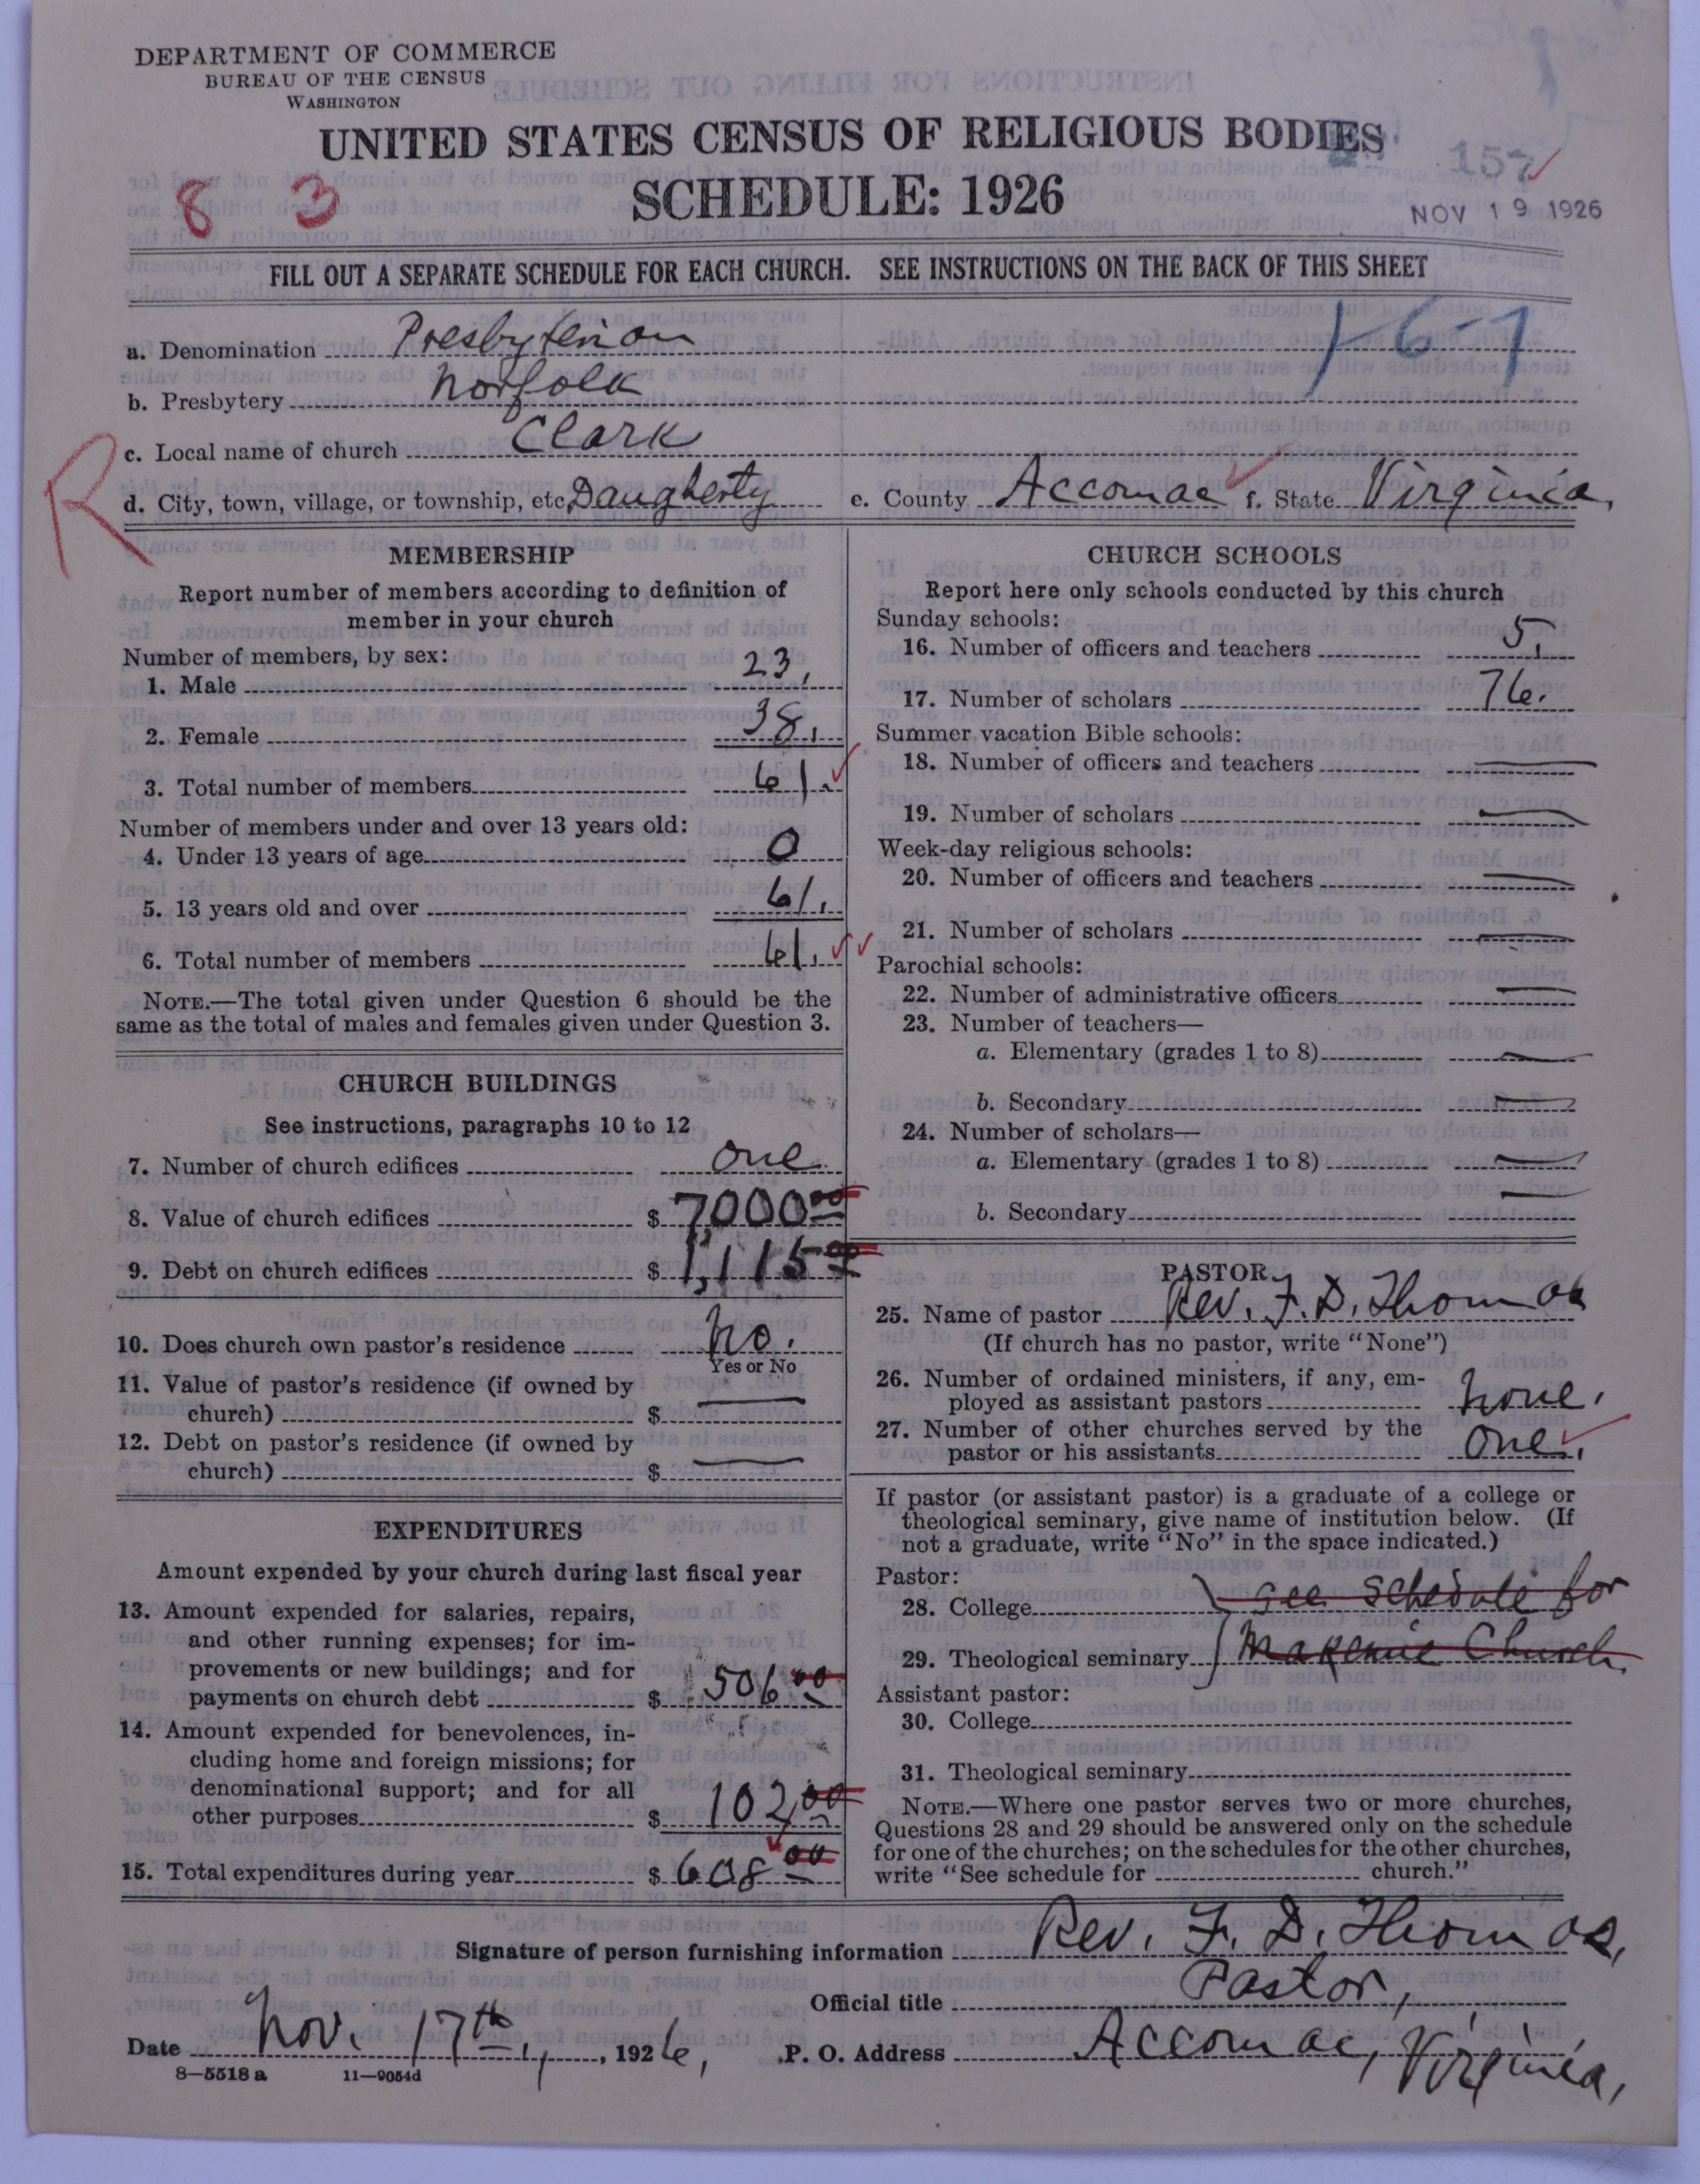 DEPARTMENT OF COMMERCE
BUREAU OF THE CENSUS
WASHINGTON
UNITED STATES CENSUS OF RELIGIOUS BODIES
SCHEDULE: 1926
8 3
157
NOV 19 1926
FILL OUT A SEPARATE SCHEDULE FOR EACH CHURCH. SEE INSTRUCTIONS ON THE BACK OF THIS SHEET
1-6-1
a. Denomination Presbyterian
b. Presbytery Norfolk
c. Local name of church Clark
R
d. City, town, village, or township, etc. Daugherty e. County Accomac f. State Virginia,
MEMBERSHIP
Report number of members according to definition of
member in your church
Number of members, by sex:
1. Male 23,
2. Female 38,
3. Total number of members 61.
Number of members under and over 13 years old:
4. Under 13 years of age 0
5. 13 years old and over 61,
6. Total number of members 61,
NOTE.—The total given under Question 6 should be the
same as the total of males and females given under Question 3.
CHURCH BUILDINGS
See instructions, paragraphs 10 to 12
7. Number of church edifices One
8. Value of church edifices $ 7,000 00
9. Debt on church edifices $ 1,115 00
10. Does church own pastor's residence No.
Yes or No
11. Value of pastor's residence (if owned by
church) $ —
12. Debt on pastor's residence (if owned by
church) $ —
EXPENDITURES
Amount expended by your church during last fiscal year
13. Amount expended for salaries, repairs,
and other running expenses; for im-
provements or new buildings; and for
payments on church debt $ 506 00
14. Amount expended for benevolences, in-
cluding home and foreign missions; for
denominational support; and for all
other purposes $ 102,00
15. Total expenditures during year $ 608 00
CHURCH SCHOOLS
Report here only schools conducted by this church
Sunday schools:
16. Number of officers and teachers 5,
17. Number of scholars 76.
Summer vacation Bible schools:
18. Number of officers and teachers —
19. Number of scholars —
Week-day religious schools:
20. Number of officers and teachers —
21. Number of scholars —
Parochial schools:
22. Number of administrative officers —
23. Number of teachers—
a. Elementary (grades 1 to 8) —
b. Secondary —
24. Number of scholars—
a. Elementary (grades 1 to 8) —
b. Secondary —
PASTOR
25. Name of pastor Rev. F. D. Thomas
(If church has no pastor, write "None")
26. Number of ordained ministers, if any, em-
ployed as assistant pastors None.
27. Number of other churches served by the
pastor or his assistants One.
If pastor (or assistant pastor) is a graduate of a college or
theological seminary, give name of institution below. (If
not a graduate, write "No" in the space indicated.)
Pastor:
28. College See schedule for
29. Theological seminary Makemie Church.
Assistant pastor:
30. College
31. Theological seminary
NOTE.—Where one pastor serves two or more churches,
Questions 28 and 29 should be answered only on the schedule
for one of the churches; on the schedules for the other churches,
write "See schedule for church."
Signature of person furnishing information Rev. F. D. Thomas,
Official title Pastor,
Date Nov. 17th, 1926, P. O. Address Accomac, Virginia,
8—5518 a 11—9054d